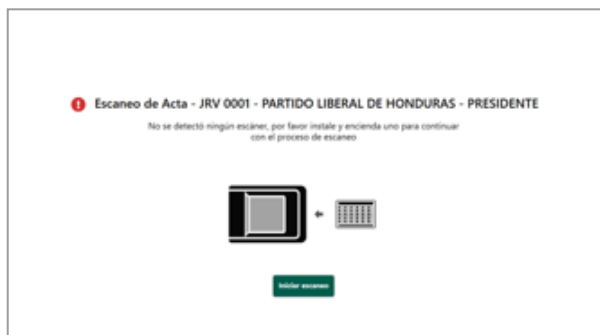 Escaneo de Acta - JRV 0001 - PARTIDO LIBERAL DE HONDURAS - PRESIDENTE
No se detectó ningún escáner, por favor instale y encienda uno para continuar
con el proceso de escaneo
Iniciar escaneo